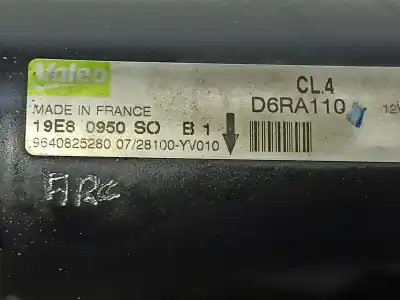 Valeo
CL.4
MADE IN FRANCE
D6RA110
12V
19E8 0950 SO B 1
9640825280 07/28100-YV010